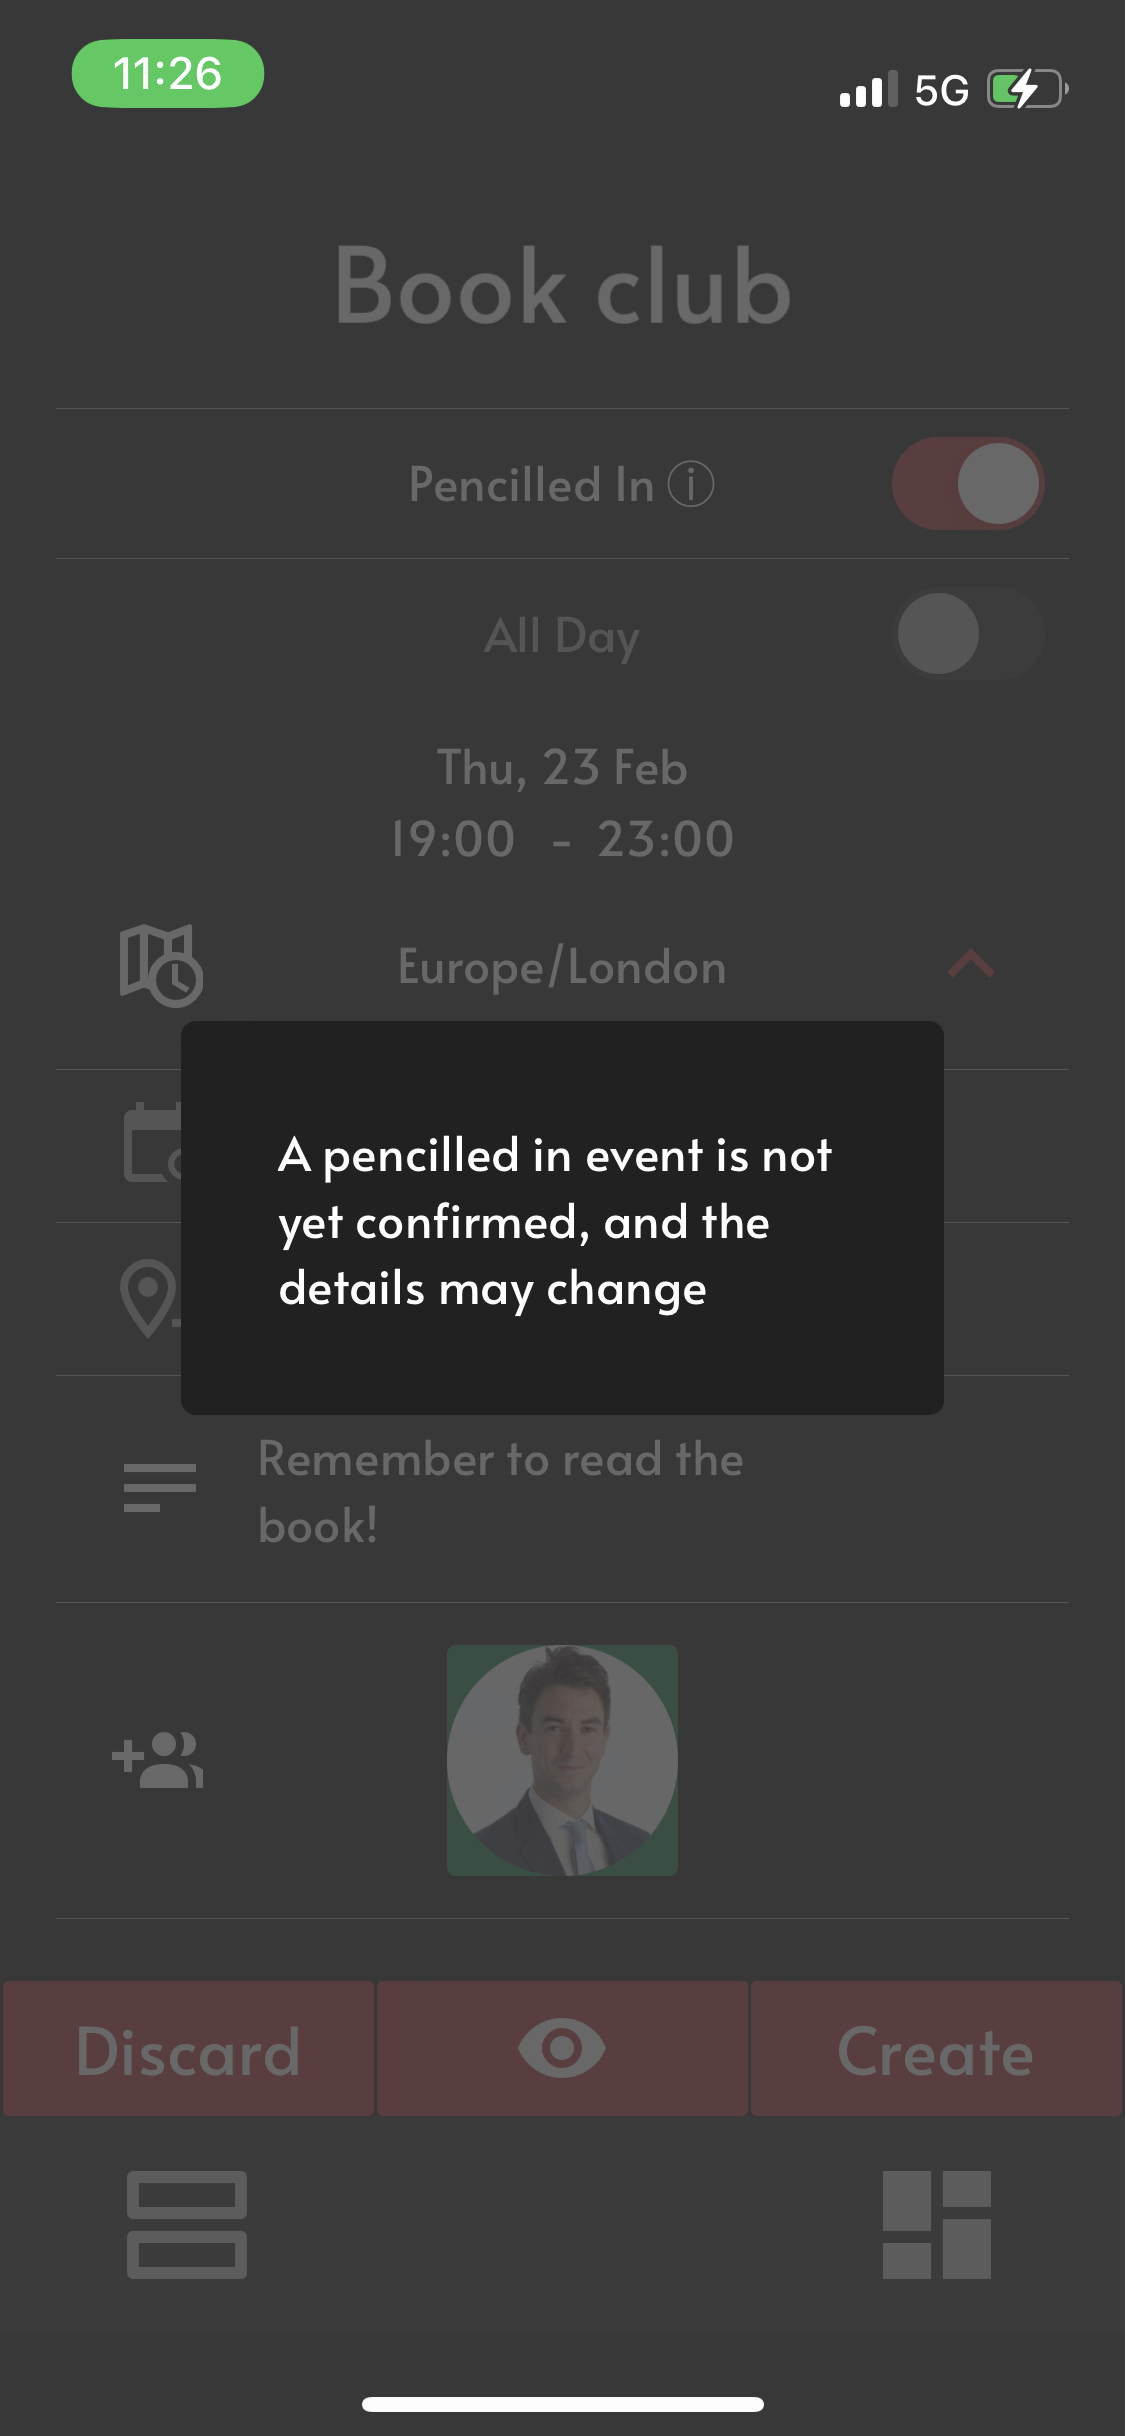 11:26
5G
Book club
Pencilled In ⓘ
All Day
Thu, 23 Feb
19:00 - 23:00
Europe/London
A pencilled in event is not
yet confirmed, and the
details may change
Remember to read the
book!
Discard
Create